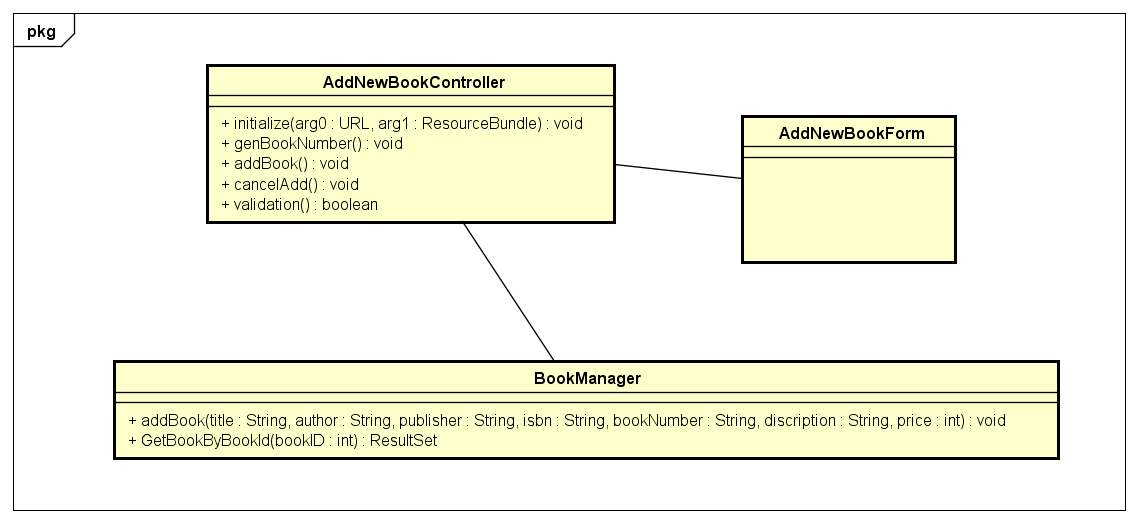 pkg
AddNewBookController
+ initialize(arg0 : URL, arg1 : ResourceBundle) : void
+ genBookNumber() : void
+ addBook() : void
+ cancelAdd() : void
+ validation() : boolean
AddNewBookForm
BookManager
+ addBook(title : String, author : String, publisher : String, isbn : String, bookNumber : String, discription : String, price : int) : void
+ GetBookByBookId(bookID : int) : ResultSet